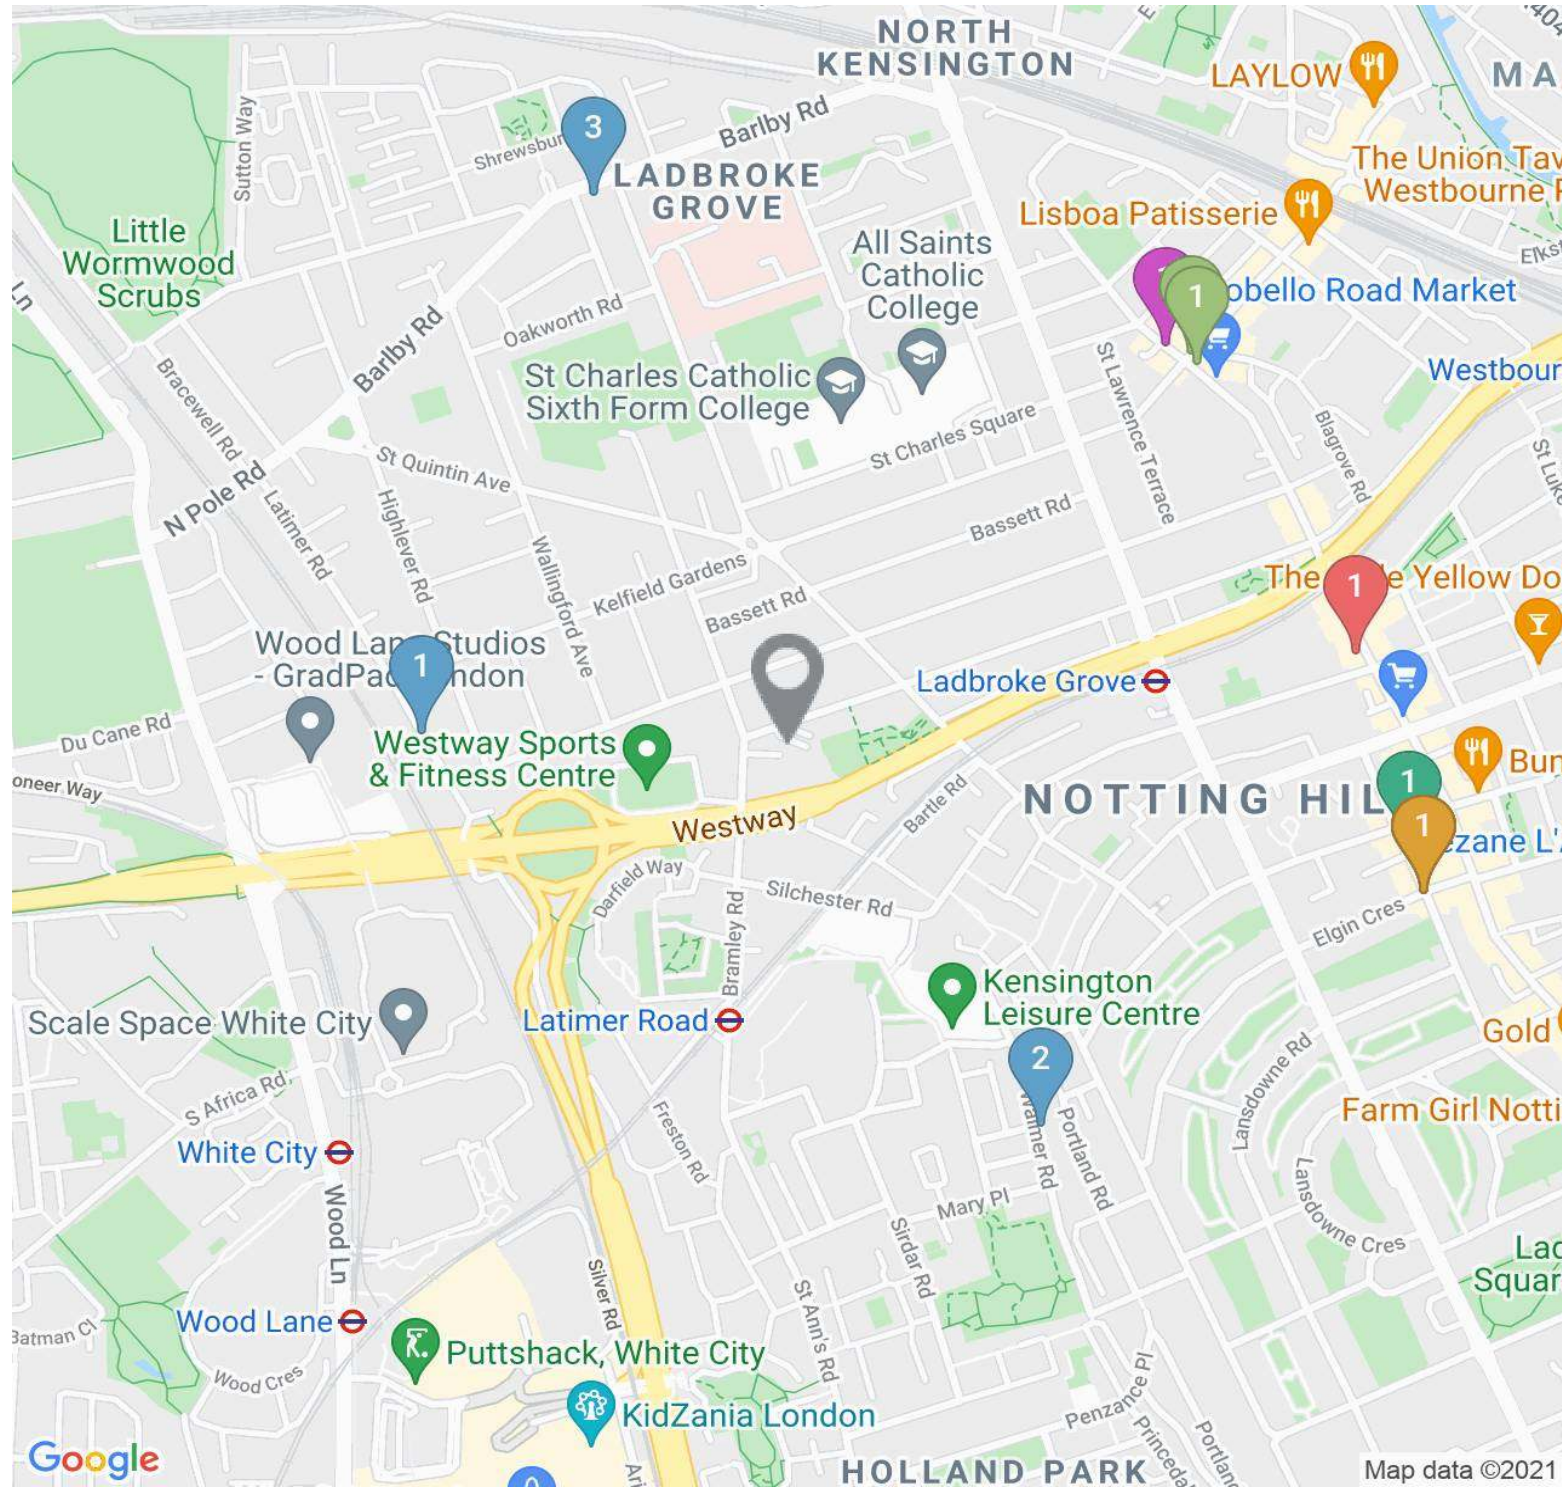 NORTH
KENSINGTON
LAYLOW
MA
Sutton Way
3
Barlby Rd
The Union Tav
Westbourne
LADBROKE
GROVE
Lisboa Patisserie
Little
Wormwood
Scrubs
All Saints
Catholic
College
Elkst
1
obello Road Market
Oakworth Rd
Barlby Rd
St Charles Catholic
Sixth Form College
Westbour
Bracewell Rd
St Lawrence Terrace
St Charles Square
Blagrove Rd
St Quintin Ave
N Pole Rd
Latimer Rd
Highlever Rd
Bassett Rd
Wallingford Ave
Kelfield Gardens
The
1
e Yellow Do
Bassett Rd
Wood Lan
Studios
- GradPad
ndon
1
Ladbroke Grove
Du Cane Rd
Westway Sports
& Fitness Centre
Bun
oneer Way
1
NOTTING HIL
Bartle Rd
Westway
1
ezane L'
Darfield Way
Silchester Rd
Elgin Cres
Bramley Rd
Kensington
Leisure Centre
Scale Space White City
Latimer Road
Gold
2
Lansdowne Rd
S Africa Rd
Farm Girl Notti
Freston Rd
Walmer Rd
Portland Rd
White City
Wood Ln
Mary Pl
Sirdar Rd
Lansdowne Cres
Lad
Squar
Silver Rd
St Ann's Rd
Wood Lane
Batman Cl
Puttshack, White City
Wood Cres
KidZania London
Penzance Pl
Google
HOLLAND PARK
Map data ©2021